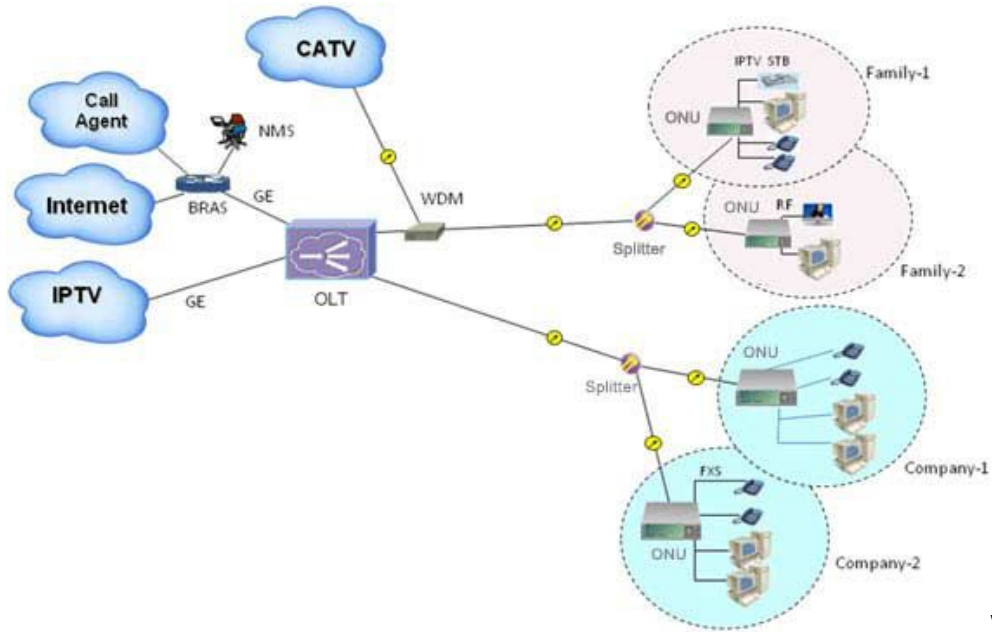 CATV
Call
Agent
NMS
Internet
BRAS
GE
IPTV
GE
OLT
WDM
Splitter
Splitter
IPTV STB
ONU
Family-1
ONU
RF
Family-2
ONU
Company-1
FXS
ONU
Company-2